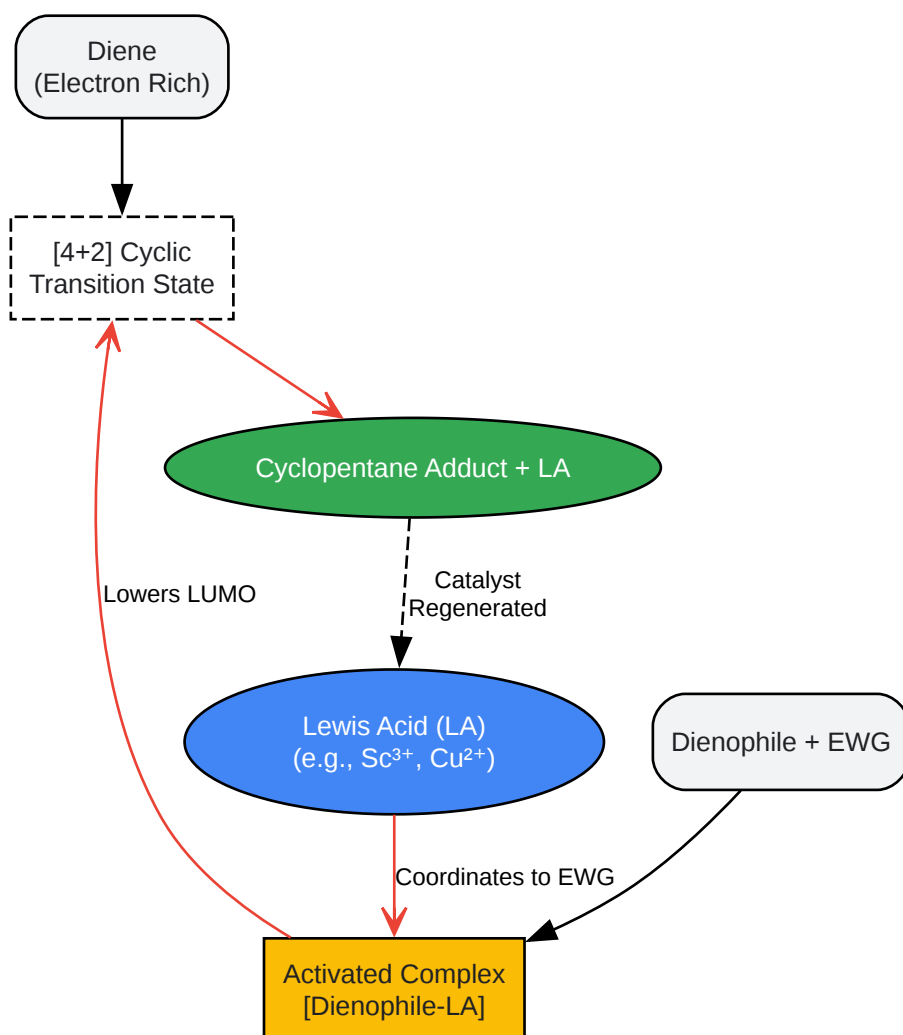 Diene
(Electron Rich)
[4+2] Cyclic
Transition State
Cyclopentane Adduct + LA
Lowers LUMO
Catalyst
Regenerated
Lewis Acid (LA)
(e.g., Sc³⁺, Cu²⁺)
Dienophile + EWG
Coordinates to EWG
Activated Complex
[Dienophile-LA]